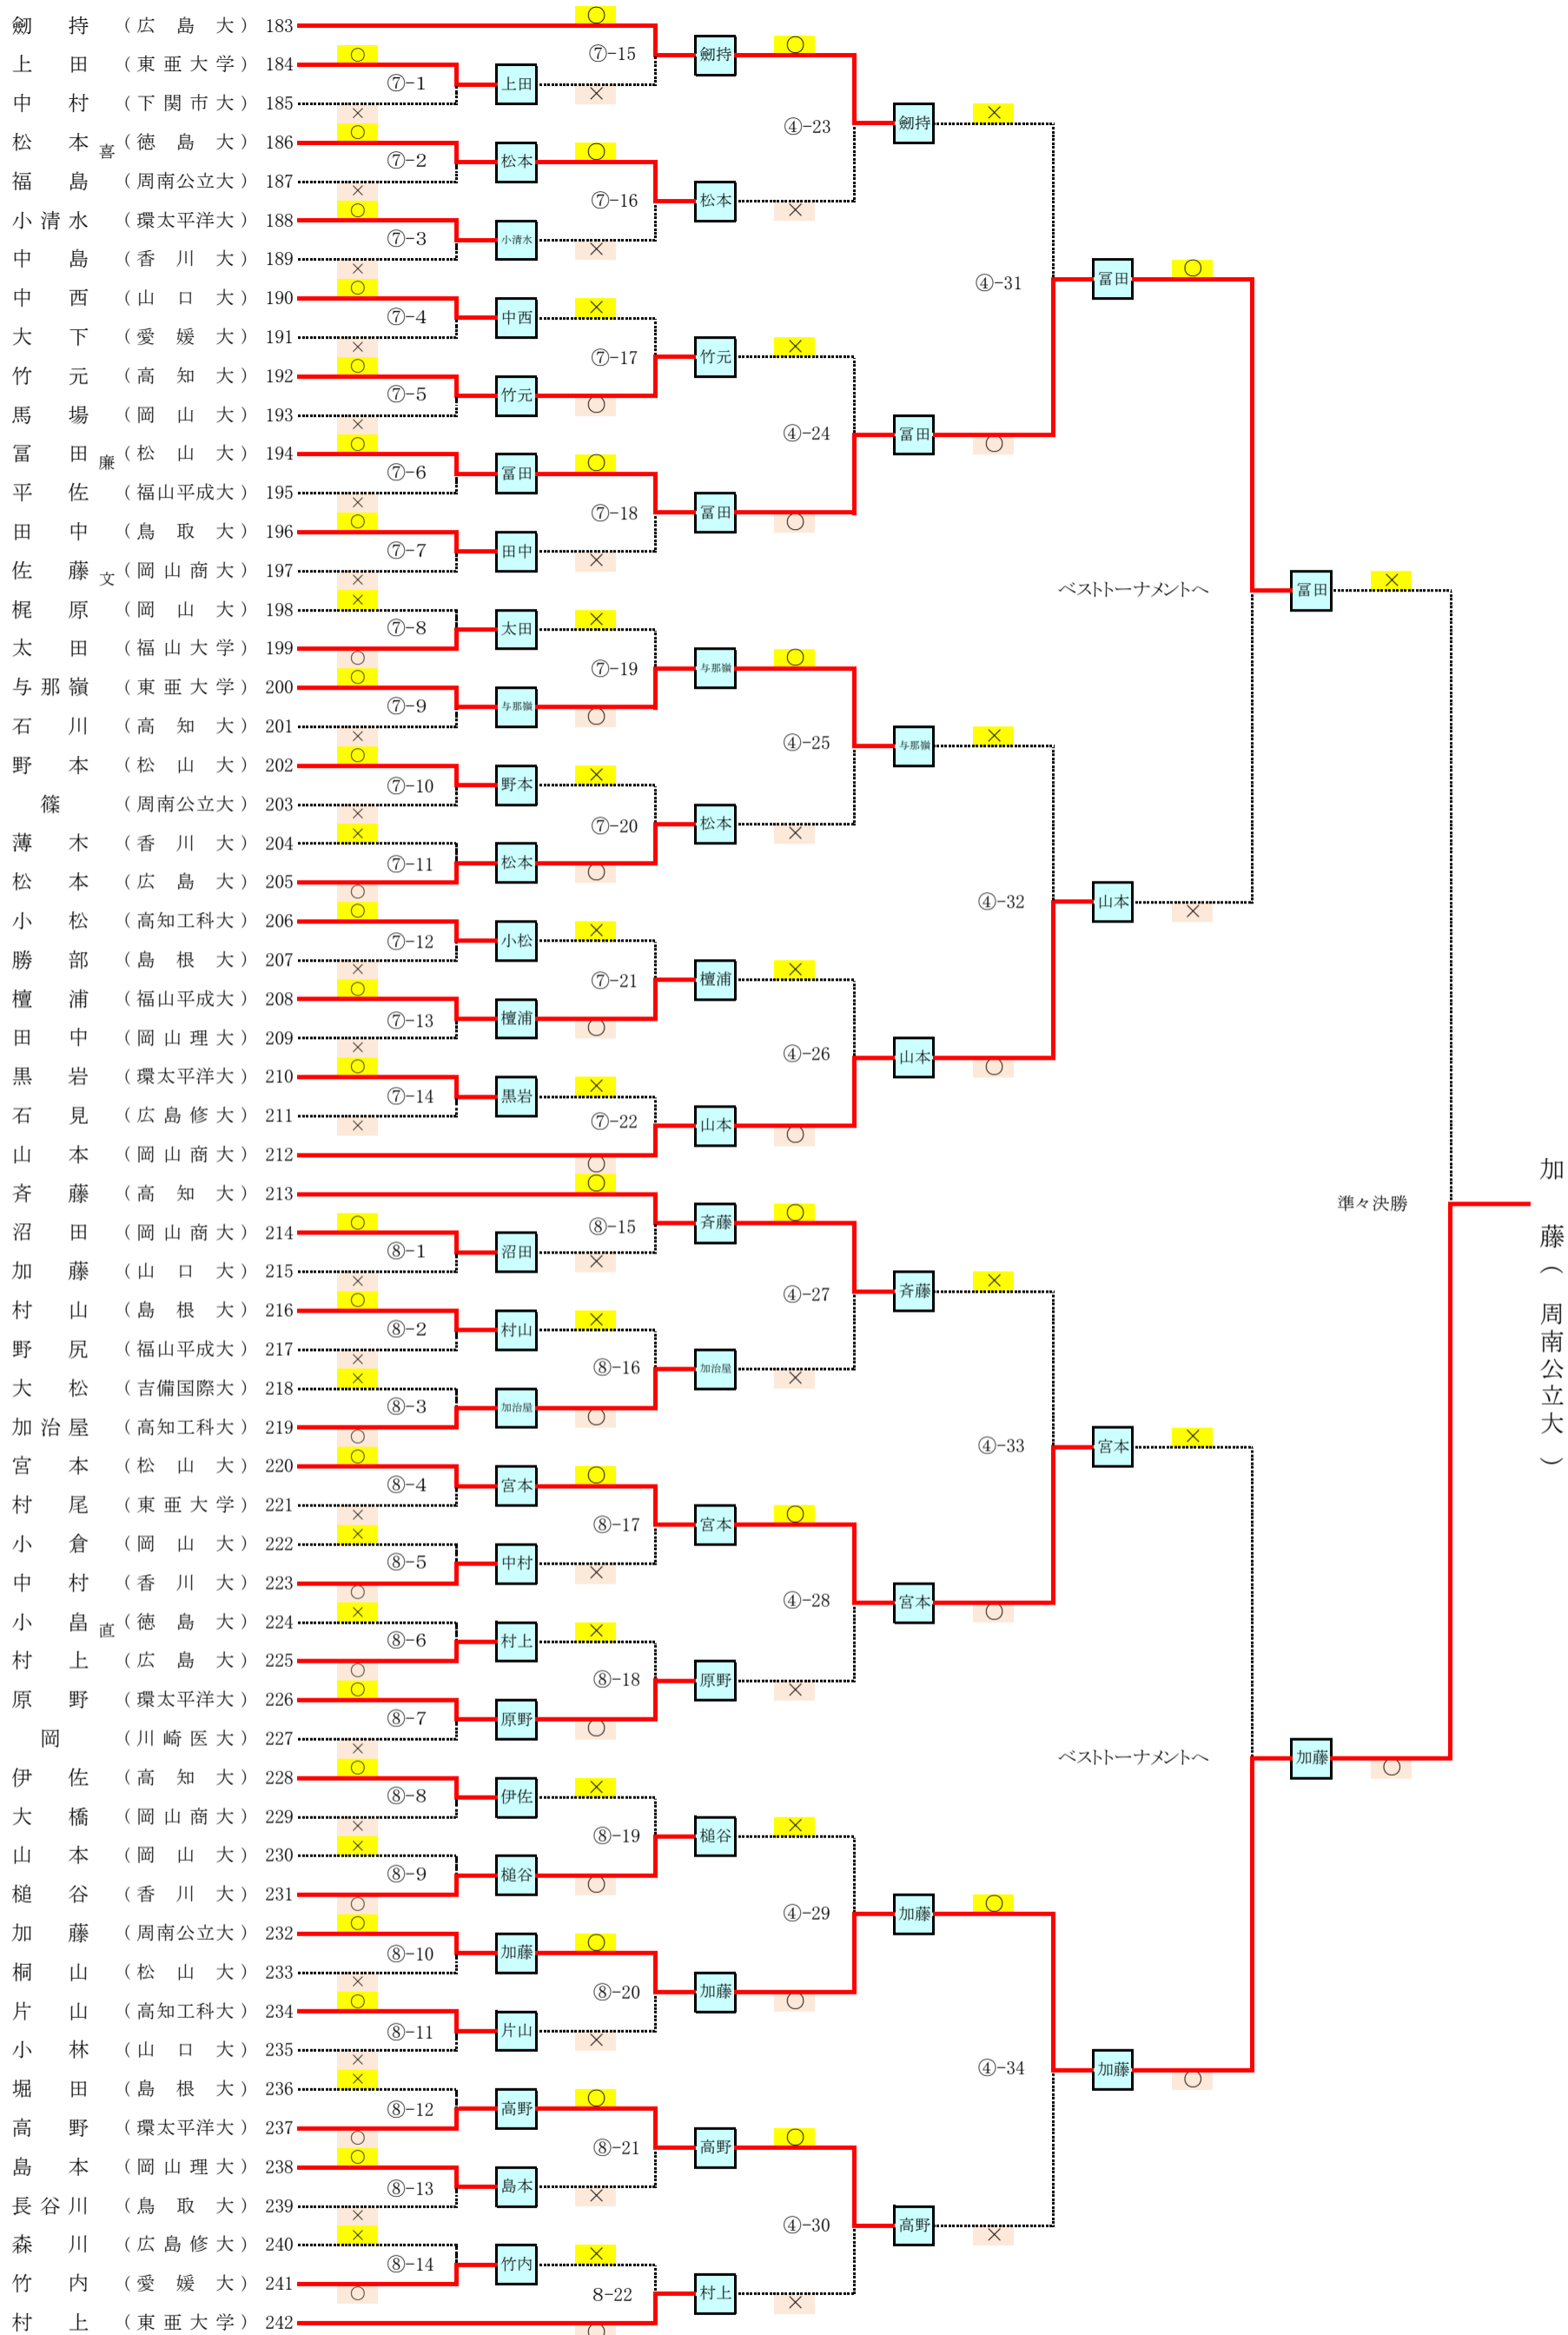 劒持（広島大）183
上田（東亜大学）184
中村（下関市大）185
松本喜（徳島大）186
福島（周南公立大）187
小清水（環太平洋大）188
中島（香川大）189
中西（山口大）190
大下（愛媛大）191
竹元（高知大）192
馬場（岡山大）193
冨田廉（松山大）194
平佐（福山平成大）195
田中（鳥取大）196
佐藤文（岡山商大）197
梶原（岡山大）198
太田（福山大学）199
与那嶺（東亜大学）200
石川（高知大）201
野本（松山大）202
篠（周南公立大）203
薄木（香川大）204
松本（広島大）205
小松（高知工科大）206
勝部（島根大）207
檀浦（福山平成大）208
田中（岡山理大）209
黒岩（環太平洋大）210
石見（広島修大）211
山本（岡山商大）212
斉藤（高知大）213
沼田（岡山商大）214
加藤（山口大）215
村山（島根大）216
野尻（福山平成大）217
大松（吉備国際大）218
加治屋（高知工科大）219
宮本（松山大）220
村尾（東亜大学）221
小倉（岡山大）222
中村（香川大）223
小畠直（徳島大）224
村上（広島大）225
原野（環太平洋大）226
岡（川崎医大）227
伊佐（高知大）228
大橋（岡山商大）229
山本（岡山大）230
槌谷（香川大）231
加藤（周南公立大）232
桐山（松山大）233
片山（高知工科大）234
小林（山口大）235
堀田（島根大）236
高野（環太平洋大）237
島本（岡山理大）238
長谷川（鳥取大）239
森川（広島修大）240
竹内（愛媛大）241
村上（東亜大学）242
⑦-1
⑦-2
⑦-3
⑦-4
⑦-5
⑦-6
⑦-7
⑦-8
⑦-9
⑦-10
⑦-11
⑦-12
⑦-13
⑦-14
⑧-1
⑧-2
⑧-3
⑧-4
⑧-5
⑧-6
⑧-7
⑧-8
⑧-9
⑧-10
⑧-11
⑧-12
⑧-13
⑧-14
上田
松本
小清水
中西
竹元
冨田
田中
太田
与那嶺
野本
松本
小松
檀浦
黒岩
沼田
村山
加治屋
宮本
中村
村上
原野
伊佐
槌谷
加藤
片山
高野
島本
竹内
⑦-15
⑦-16
⑦-17
⑦-18
⑦-19
⑦-20
⑦-21
⑦-22
⑧-15
⑧-16
⑧-17
⑧-18
⑧-19
⑧-20
⑧-21
8-22
劒持
松本
竹元
冨田
与那嶺
松本
檀浦
山本
斉藤
加治屋
宮本
原野
槌谷
加藤
高野
村上
④-23
④-24
④-25
④-26
④-27
④-28
④-29
④-30
劒持
冨田
与那嶺
山本
斉藤
宮本
加藤
高野
④-31
④-32
④-33
④-34
冨田
山本
宮本
加藤
ベストトーナメントへ
ベストトーナメントへ
冨田
加藤
準々決勝
加藤（周南公立大）